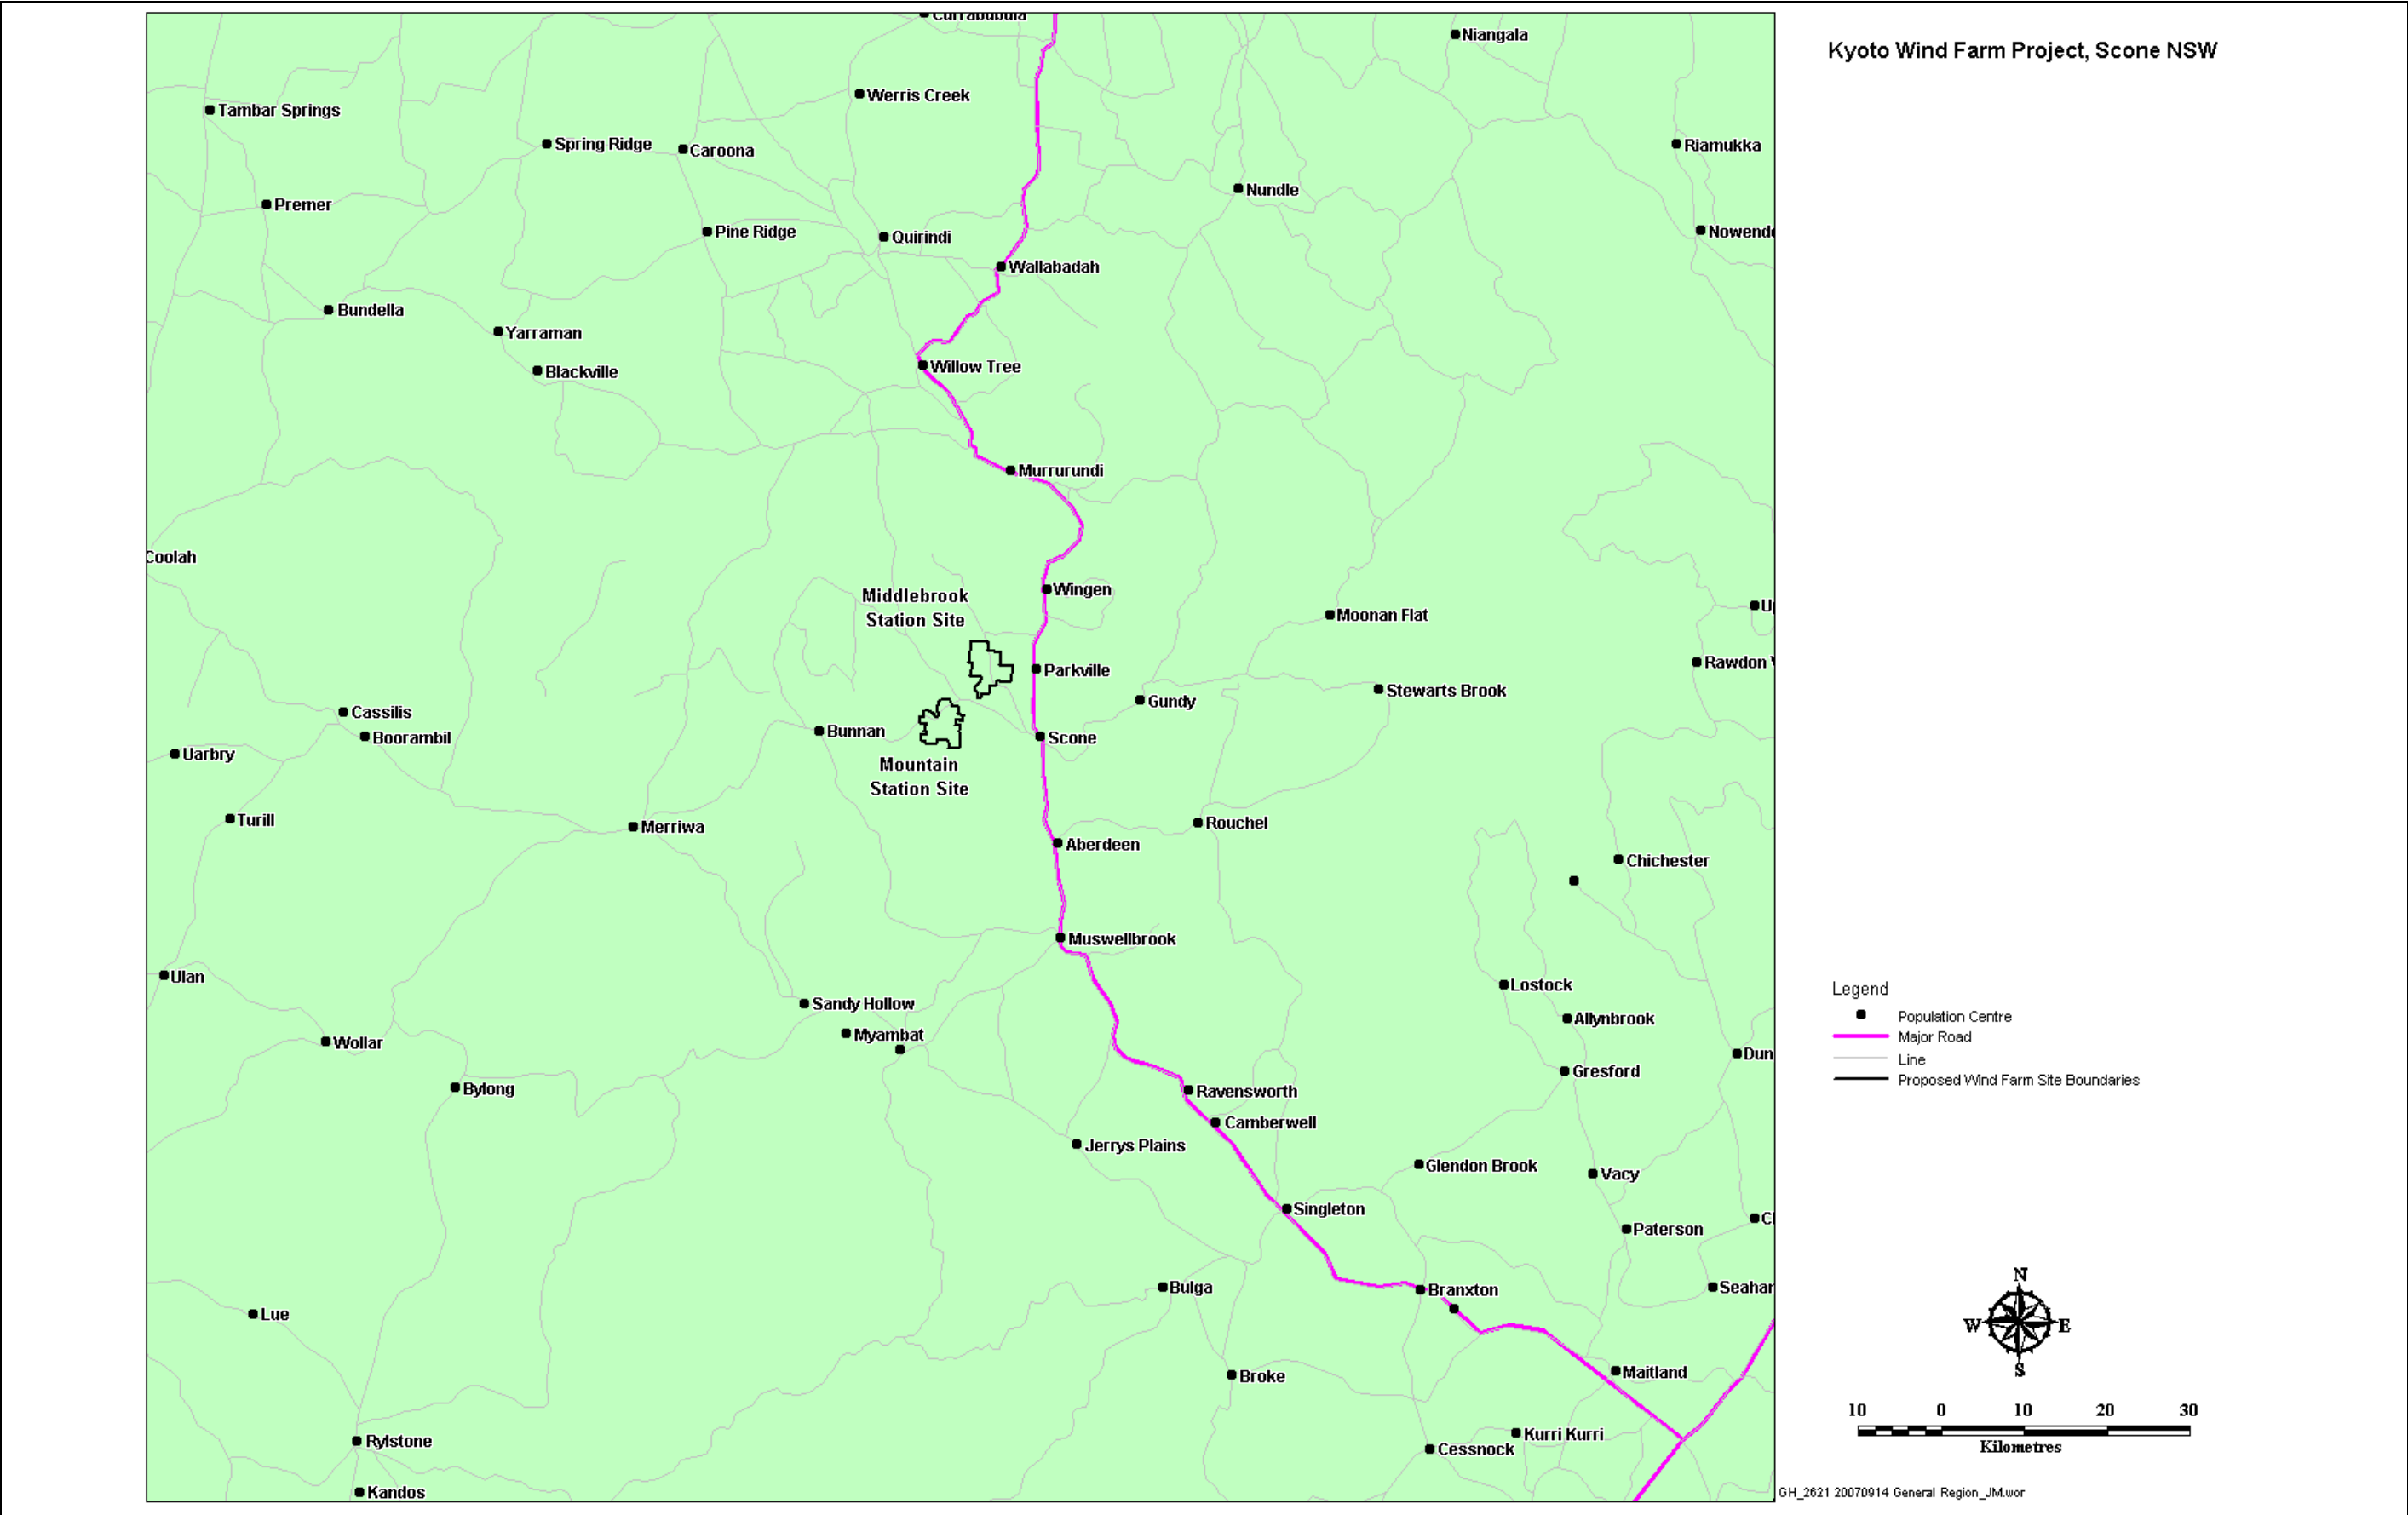 Currabubula
Niangala
Kyoto Wind Farm Project, Scone NSW
Werris Creek
Tambar Springs
Spring Ridge
Caroona
Riamukka
Nundle
Premer
Pine Ridge
Quirindi
Nowend
Wallabadah
Bundella
Yarraman
Willow Tree
Blackville
Murrurundi
Coolah
Wingen
Middlebrook
Station Site
Moonan Flat
Parkville
Rawdon
Stewarts Brook
Gundy
Cassilis
Bunnan
Boorambil
Scone
Uarbry
Mountain
Station Site
Turill
Merriwa
Rouchel
Aberdeen
Chichester
Muswellbrook
Ulan
Lostock
Legend
Sandy Hollow
Population Centre
Allynbrook
Myambat
Major Road
Wollar
Dun
Line
Gresford
Proposed Wind Farm Site Boundaries
Bylong
Ravensworth
Camberwell
Jerrys Plains
Glendon Brook
Vacy
Singleton
Paterson
N
Bulga
Seahar
Branxton
Lue
W
E
S
Maitland
Broke
10 0 10 20 30
Kilometres
Kurri Kurri
Rylstone
Cessnock
Kandos
GH_2621 20070914 General Region_JM.wor